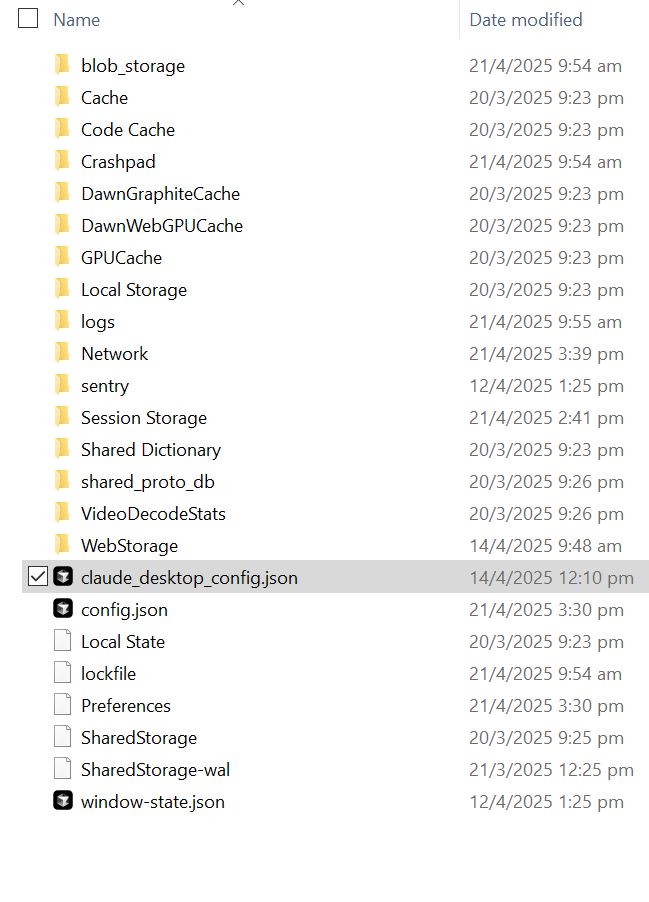 Name Date modified
blob_storage 21/4/2025 9:54 am
Cache 20/3/2025 9:23 pm
Code Cache 20/3/2025 9:23 pm
Crashpad 21/4/2025 9:54 am
DawnGraphiteCache 20/3/2025 9:23 pm
DawnWebGPUCache 20/3/2025 9:23 pm
GPUCache 20/3/2025 9:23 pm
Local Storage 20/3/2025 9:23 pm
logs 21/4/2025 9:55 am
Network 21/4/2025 3:39 pm
sentry 12/4/2025 1:25 pm
Session Storage 21/4/2025 2:41 pm
Shared Dictionary 20/3/2025 9:23 pm
shared_proto_db 20/3/2025 9:26 pm
VideoDecodeStats 20/3/2025 9:26 pm
WebStorage 14/4/2025 9:48 am
claude_desktop_config.json 14/4/2025 12:10 pm
config.json 21/4/2025 3:30 pm
Local State 20/3/2025 9:23 pm
lockfile 21/4/2025 9:54 am
Preferences 21/4/2025 3:30 pm
SharedStorage 20/3/2025 9:25 pm
SharedStorage-wal 21/3/2025 12:25 pm
window-state.json 12/4/2025 1:25 pm